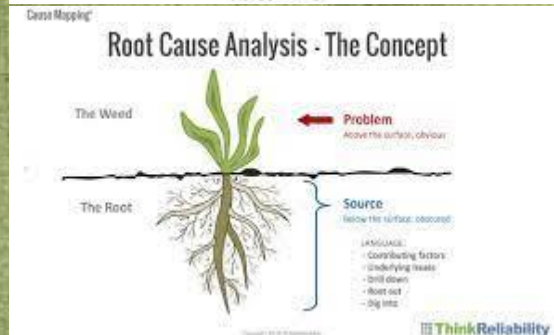 Cause Mapping®
Root Cause Analysis - The Concept
The Weed
Problem
Above the surface, obvious
The Root
Source
Below the surface, obscured
LANGUAGE:
- Contributing factors
- Underlying issues
- Drill down
- Root out
- Dig into
ThinkReliability